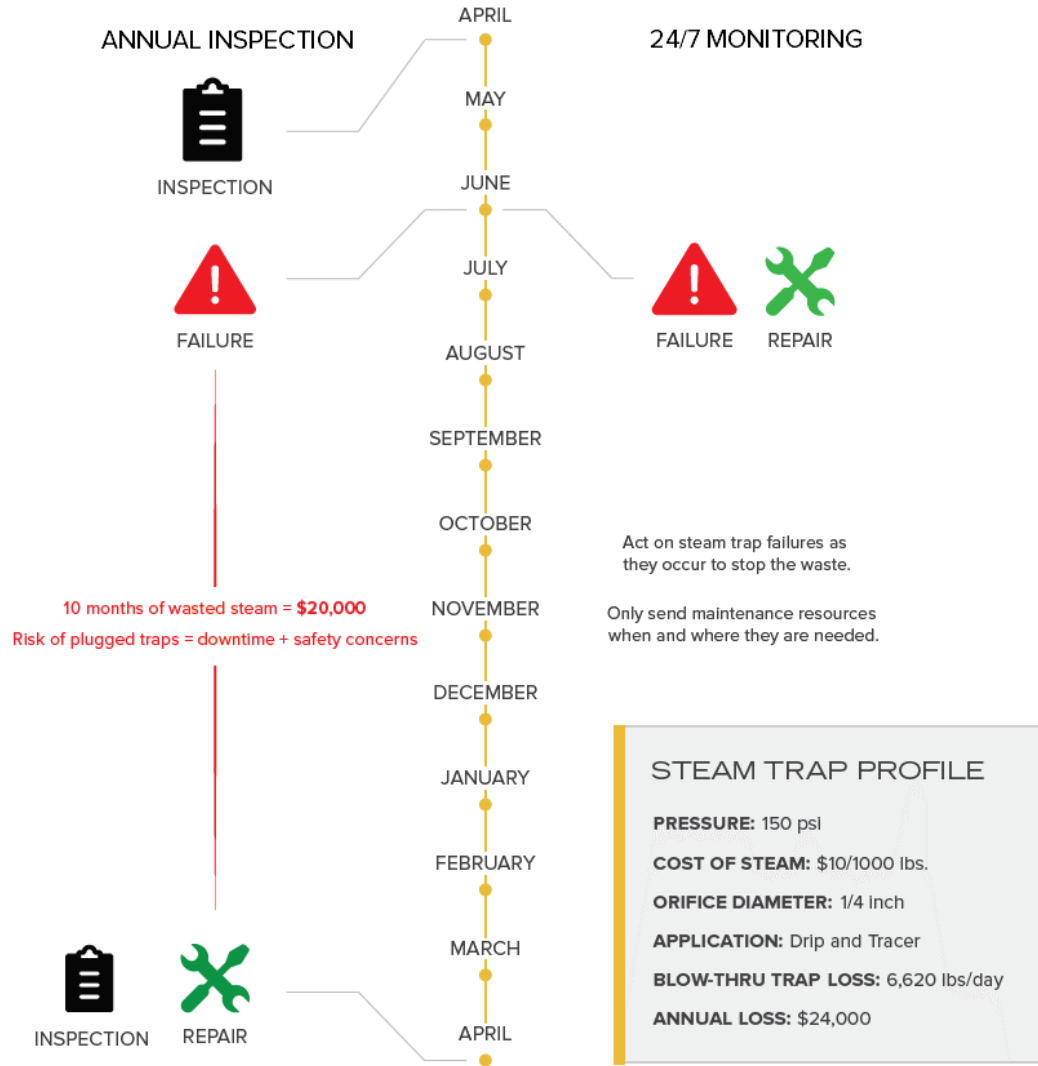 ANNUAL INSPECTION
INSPECTION
FAILURE
10 months of wasted steam = $20,000
Risk of plugged traps = downtime + safety concerns
INSPECTION
REPAIR
APRIL
MAY
JUNE
JULY
AUGUST
SEPTEMBER
OCTOBER
NOVEMBER
DECEMBER
JANUARY
FEBRUARY
MARCH
APRIL
24/7 MONITORING
FAILURE
REPAIR
Act on steam trap failures as
they occur to stop the waste.
Only send maintenance resources
when and where they are needed.
STEAM TRAP PROFILE
PRESSURE: 150 psi
COST OF STEAM: $10/1000 lbs.
ORIFICE DIAMETER: 1/4 inch
APPLICATION: Drip and Tracer
BLOW-THRU TRAP LOSS: 6,620 lbs/day
ANNUAL LOSS: $24,000